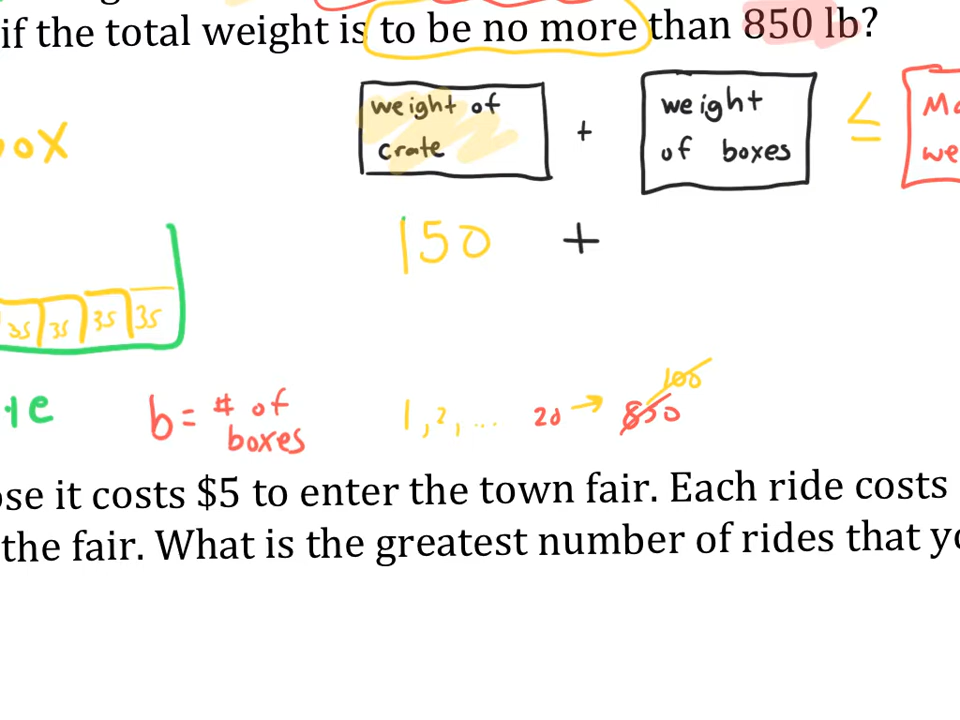 if the total weight is to be no more than 850 lb?
weight of
crate
+
weight
of boxes
≤
box
150 +
35 35 35 35
b = # of
boxes
1, 2, ... 20 → 850
100
it costs $5 to enter the town fair. Each ride costs
the fair. What is the greatest number of rides that